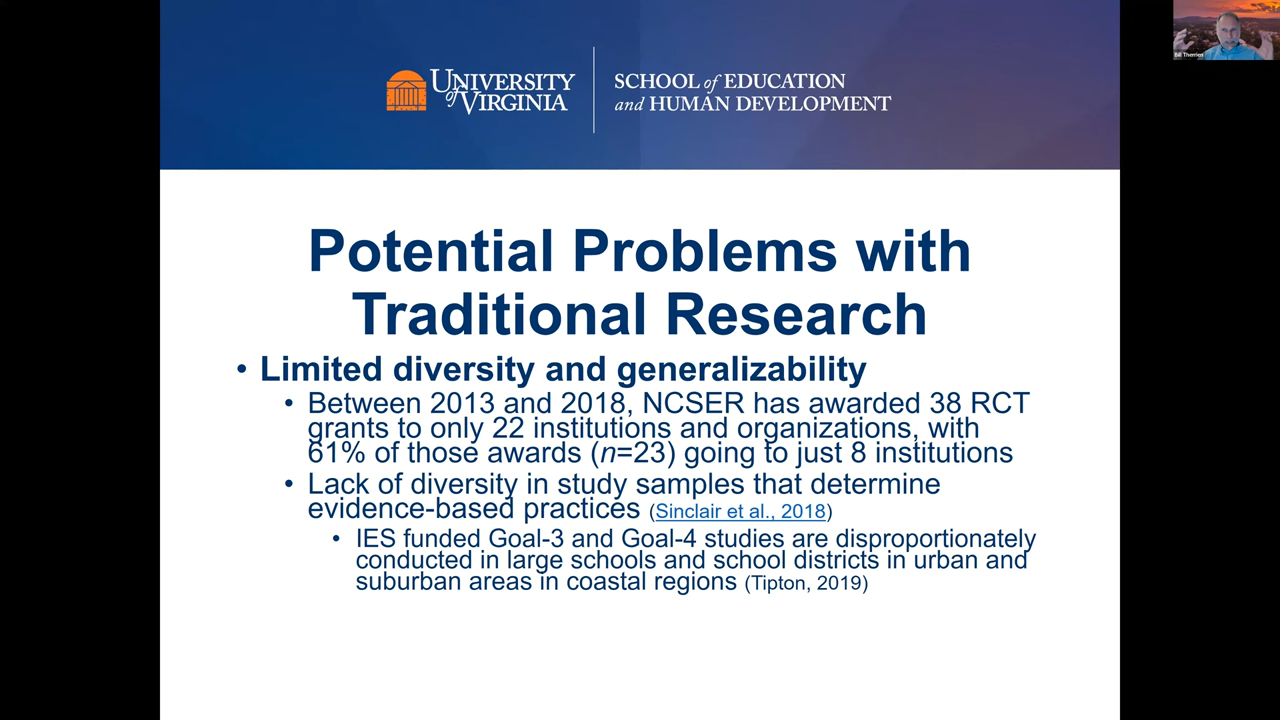 UNIVERSITY of VIRGINIA
SCHOOL of EDUCATION
and HUMAN DEVELOPMENT
Bill Therrien
Potential Problems with
Traditional Research
• Limited diversity and generalizability
• Between 2013 and 2018, NCSER has awarded 38 RCT
grants to only 22 institutions and organizations, with
61% of those awards (n=23) going to just 8 institutions
• Lack of diversity in study samples that determine
evidence-based practices (Sinclair et al., 2018)
• IES funded Goal-3 and Goal-4 studies are disproportionately
conducted in large schools and school districts in urban and
suburban areas in coastal regions (Tipton, 2019)